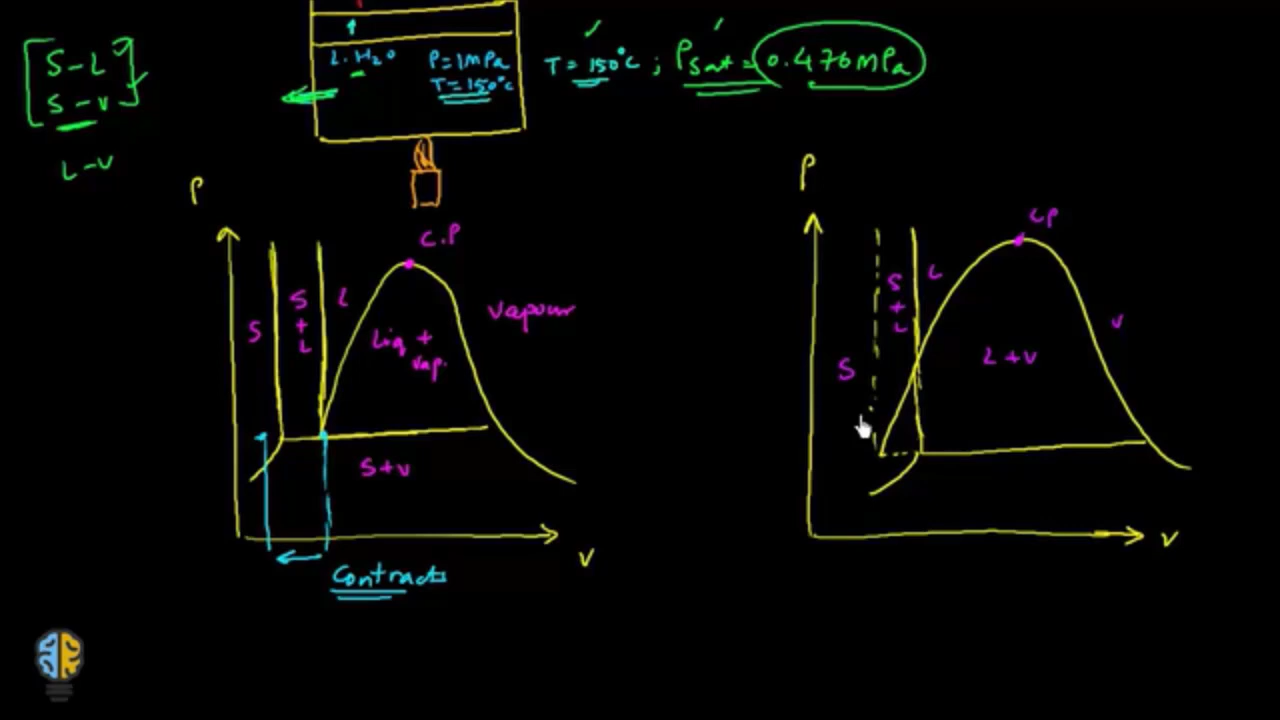 S-L
S-V
L-V
L.H2O
P=1MPa
T=150°C
T = 150°C ; Psat = 0.476MPa
P
C.P
S
S+L
L
Liq + Vap.
Vapour
S+V
V
Contracts
P
CP
S
S+L
L
L+V
V
V